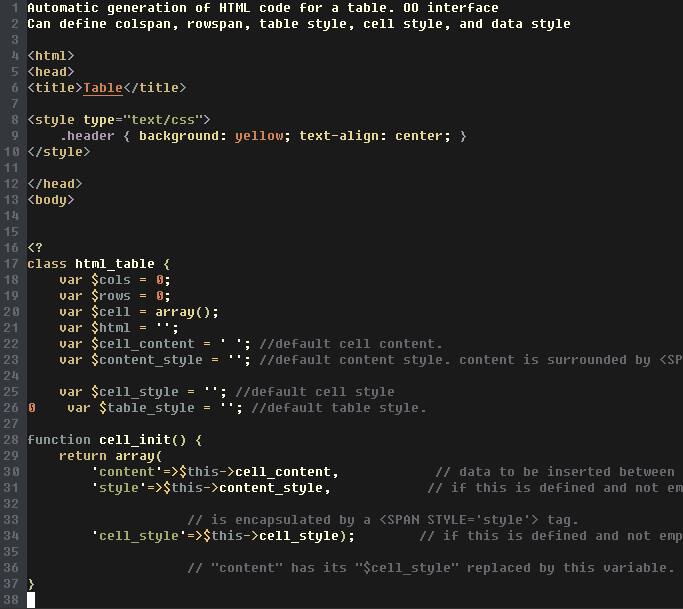 1 Automatic generation of HTML code for a table. OO interface
2 Can define colspan, rowspan, table style, cell style, and data style
3
4 <html>
5 <head>
6 <title>Table</title>
7
8 <style type="text/css">
9     .header { background: yellow; text-align: center; }
10 </style>
11
12 </head>
13 <body>
14
15
16 <?
17 class html_table {
18     var $cols = 0;
19     var $rows = 0;
20     var $cell = array();
21     var $html = '';
22     var $cell_content = ' '; //default cell content.
23     var $content_style = ''; //default content style. content is surrounded by <SP
24
25     var $cell_style = ''; //default cell style
26 0    var $table_style = ''; //default table style.
27
28 function cell_init() {
29     return array(
30         'content'=>$this->cell_content,            // data to be inserted between
31         'style'=>$this->content_style,            // if this is defined and not em
32
33                     // is encapsulated by a <SPAN STYLE='style'> tag.
34         'cell_style'=>$this->cell_style);        // if this is defined and not emp
35
36                     // "content" has its "$cell_style" replaced by this variable.
37 }
38